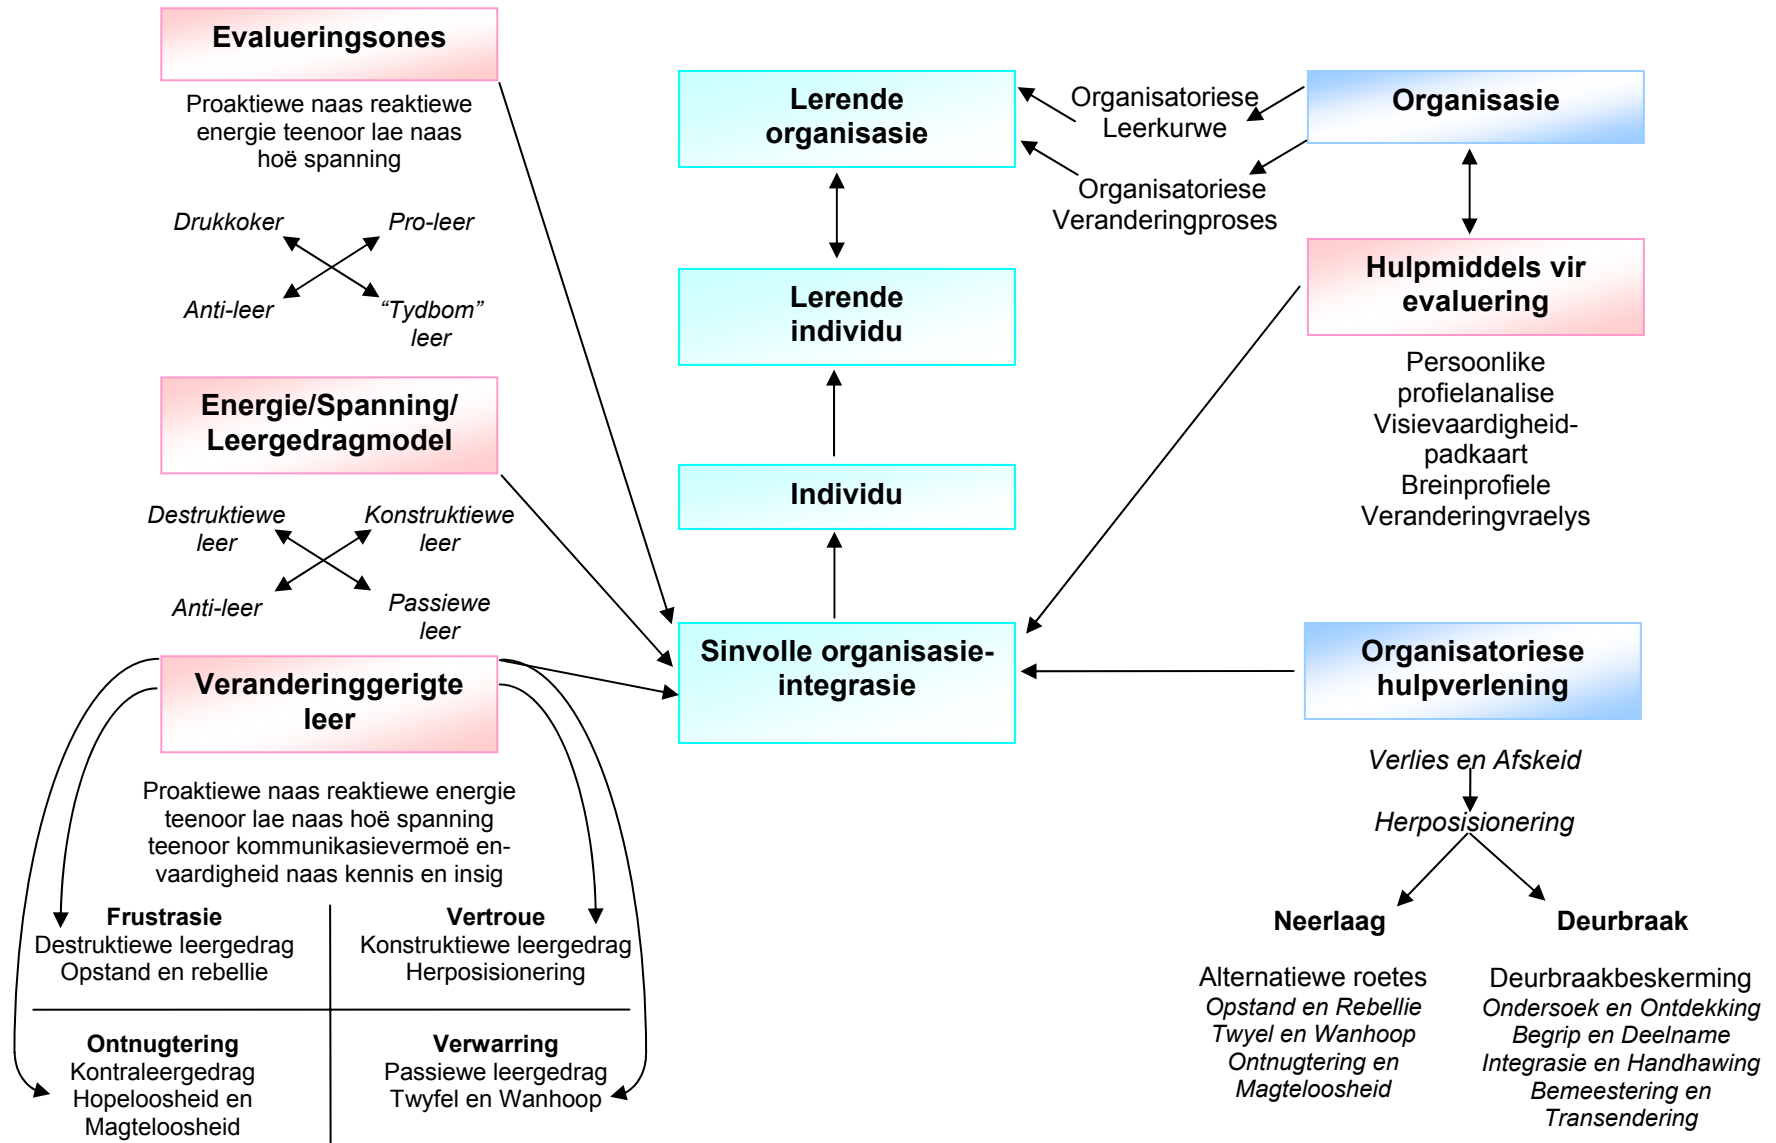 Evalueringsones
Proaktiewe naas reaktiewe
energie teenoor lae naas
hoë spanning
Drukkoker
Pro-leer
Anti-leer
“Tydbom”
leer
Energie/Spanning/
Leergedragmodel
Destruktiewe
leer
Konstruktiewe
leer
Anti-leer
Passiewe
leer
Veranderinggerigte
leer
Proaktiewe naas reaktiewe energie
teenoor lae naas hoë spanning
teenoor kommunikasievermoë en-
vaardigheid naas kennis en insig
Frustrasie
Destruktiewe leergedrag
Opstand en rebellie
Vertroue
Konstruktiewe leergedrag
Herposisionering
Ontnugtering
Kontraleergedrag
Hopeloosheid en
Magteloosheid
Verwarring
Passiewe leergedrag
Twyfel en Wanhoop
Lerende
organisasie
Lerende
individu
Individu
Sinvolle organisasie-
integrasie
Organisatoriese
Leerkurwe
Organisatoriese
Veranderingproses
Organisasie
Hulpmiddels vir
evaluering
Persoonlike
profielanalise
Visievaardigheid-
padkaart
Breinprofiele
Veranderingvraelys
Organisatoriese
hulpverlening
Verlies en Afskeid
Herposisionering
Neerlaag
Alternatiewe roetes
Opstand en Rebellie
Twyel en Wanhoop
Ontnugtering en
Magteloosheid
Deurbraak
Deurbraakbeskerming
Ondersoek en Ontdekking
Begrip en Deelname
Integrasie en Handhawing
Bemeestering en
Transendering